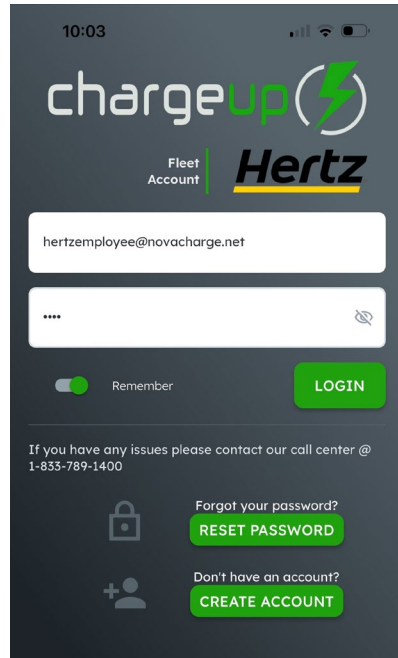 10:03
chargeup
Fleet
Account
Hertz
hertzemployee@novacharge.net
••••
Remember
LOGIN
If you have any issues please contact our call center @
1-833-789-1400
Forgot your password?
RESET PASSWORD
Don't have an account?
CREATE ACCOUNT